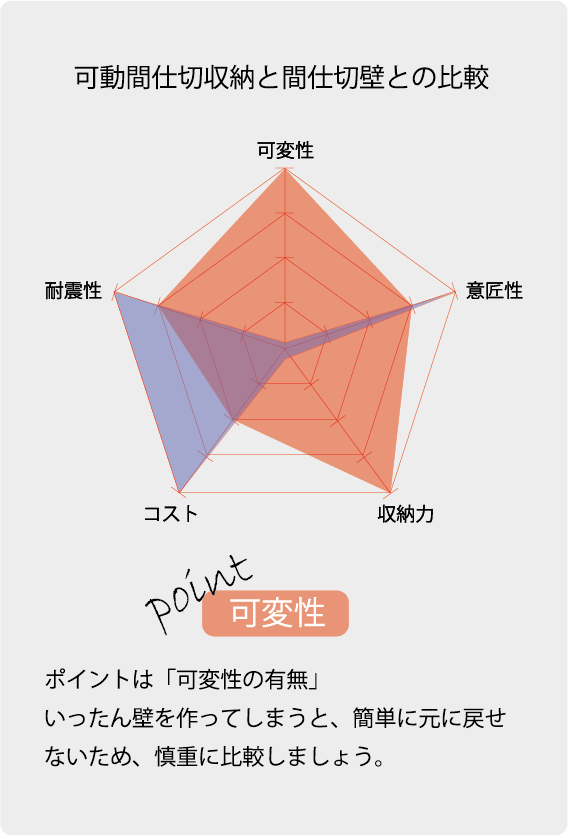 可動間仕切収納と間仕切壁との比較
可変性
耐震性
意匠性
コスト
収納力
point
可変性
ポイントは「可変性の有無」
いったん壁を作ってしまうと、簡単に元に戻せ
ないため、慎重に比較しましょう。